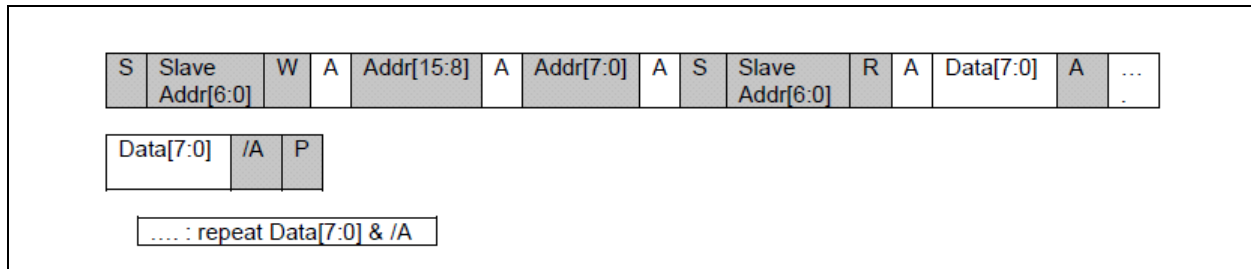 S Slave W A Addr[15:8] A Addr[7:0] A S Slave R A Data[7:0] A ...
Addr[6:0] Addr[6:0] .
Data[7:0] /A P
.... : repeat Data[7:0] & /A